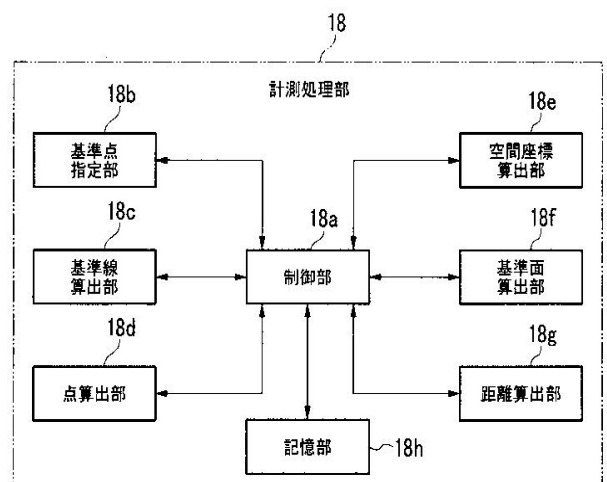 18
計測処理部
18b
基準点
指定部
18e
空間座標
算出部
18c
基準線
算出部
18a
制御部
18f
基準面
算出部
18d
点算出部
18g
距離算出部
記憶部
18h